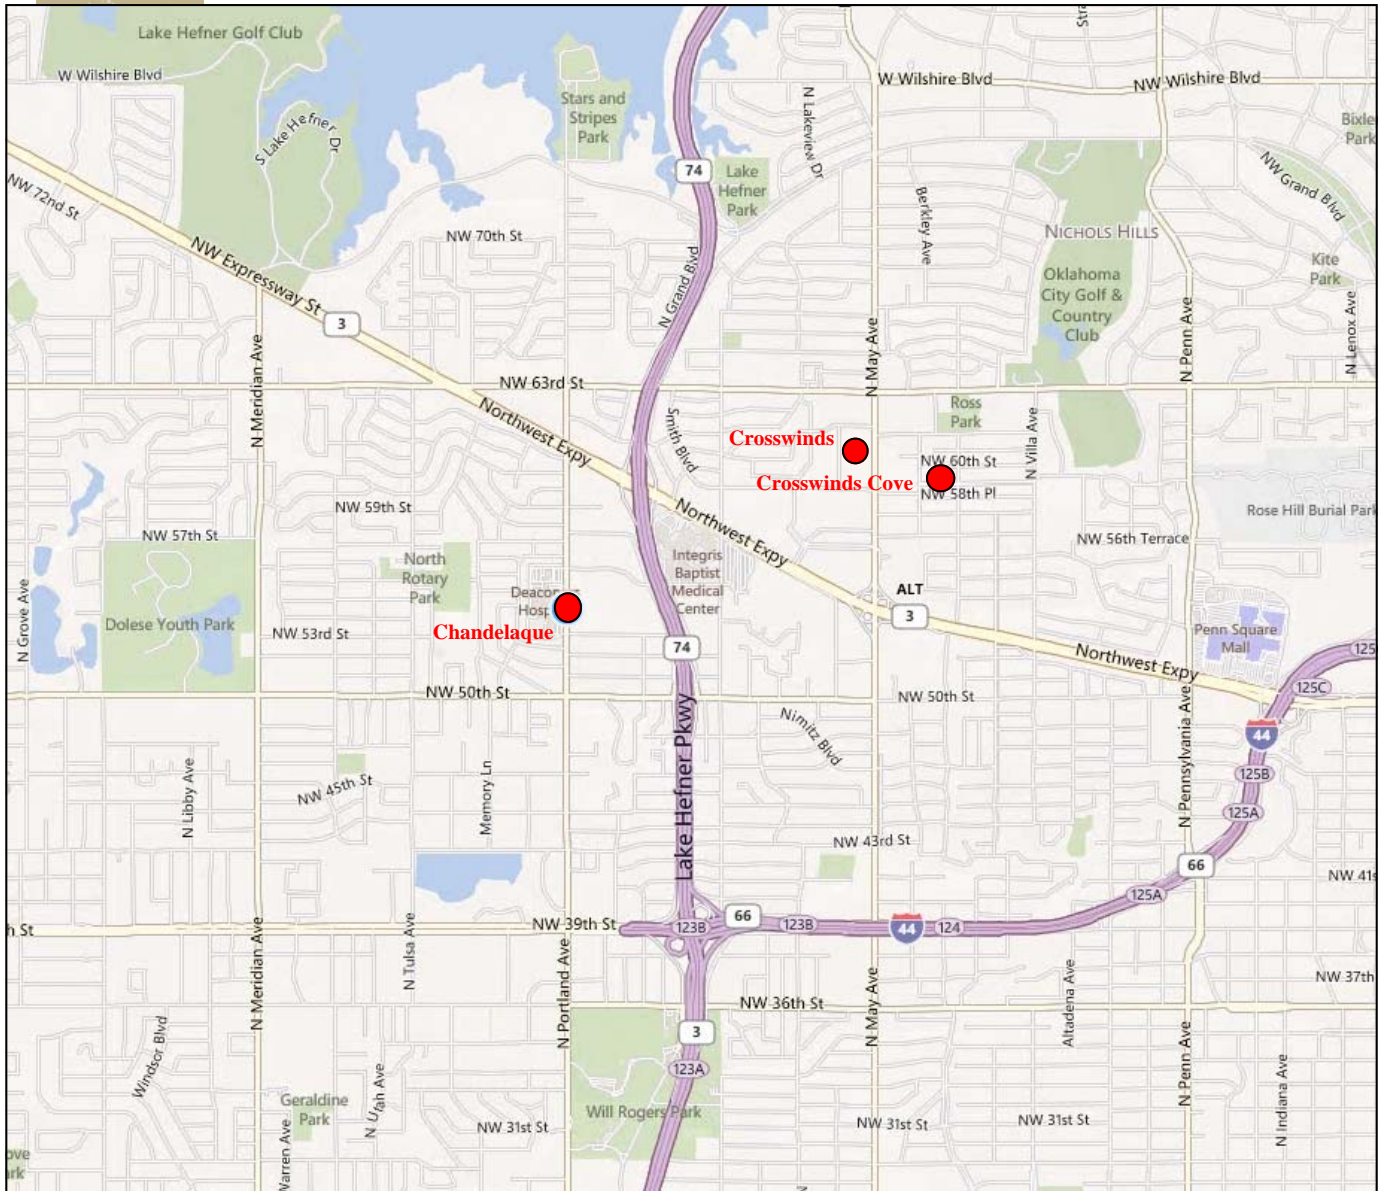 Lake Hefner Golf Club
W Wilshire Blvd
S Lake Hefner Dr
Stars and
Stripes
Park
N Lakeview Dr
W Wilshire Blvd
NW Wilshire Blvd
Bixle
Park
74
Lake
Hefner
Park
NW Grand Blvd
NW 72nd St
Berkley Ave
NW 70th St
NICHOLS HILLS
NW Expressway St
N Grand Blvd
Oklahoma
City Golf &
Country
Club
Kite
Park
3
N Meridian Ave
N May Ave
N Penn Ave
N Lenox Ave
NW 63rd St
Northwest Expy
Smith Blvd
Ross
Park
N Villa Ave
Crosswinds
NW 60th St
Crosswinds Cove
NW 58th Pl
NW 59th St
Northwest Expy
Rose Hill Burial Park
NW 57th St
NW 56th Terrace
North
Rotary
Park
Integris
Baptist
Medical
Center
N Grove Ave
ALT
3
Dolese Youth Park
NW 53rd St
Chandelaque
74
Penn Square
Mall
Northwest Expy
125
125C
NW 50th St
NW 50th St
Nimitz Blvd
Lake Hefner Pkwy
N Pennsylvania Ave
44
125B
125A
N Libby Ave
NW 45th St
Memory Ln
NW 43rd St
66
NW 41s
125A
h St
NW 39th St
123B
66
123B
44
124
N Meridian Ave
N Tulsa Ave
N Portland Ave
N May Ave
Altadena Ave
NW 37th
NW 36th St
3
123A
Windsor Blvd
N Utah Ave
N Penn Ave
N Indiana Ave
Geraldine
Park
Will Rogers Park
NW 31st St
NW 31st St
NW 31st St
Warren Ave